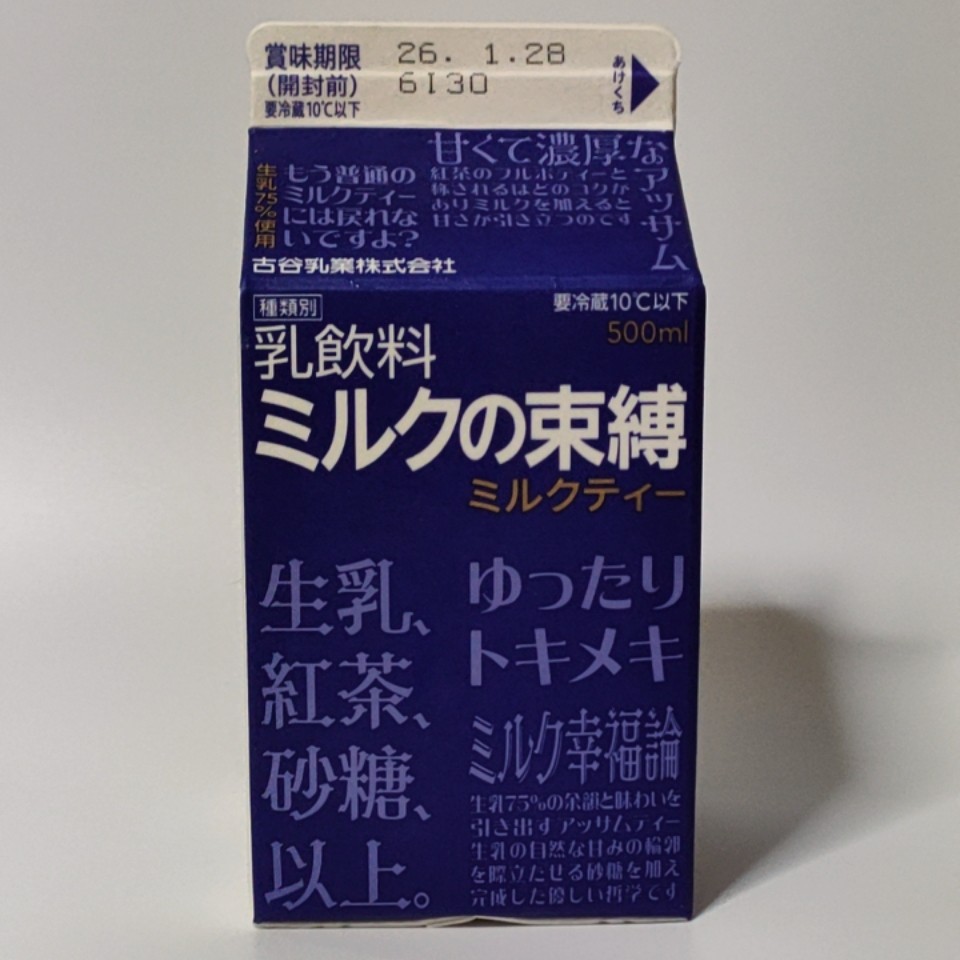 賞味期限 26. 1.28
(開封前) 6I30
要冷蔵10℃以下
あけくち
甘くて濃厚な
アッサム
紅茶のフルボディーと
称されるほどのコクが
ありミルクを加えると
甘さが引き立つのです
もう普通の
ミルクティー
には戻れな
いですよ？
生乳75%使用
古谷乳業株式会社
種類別
乳飲料
要冷蔵10℃以下
500ml
ミルクの束縛
ミルクティー
生乳、
紅茶、
砂糖、
以上。
ゆったり
トキメキ
ミルク幸福論
生乳75%の余韻と味わいを
引き出すアッサムティー
生乳の自然な甘みの輪郭
を際立たせる砂糖を加え
完成した優しい哲学です